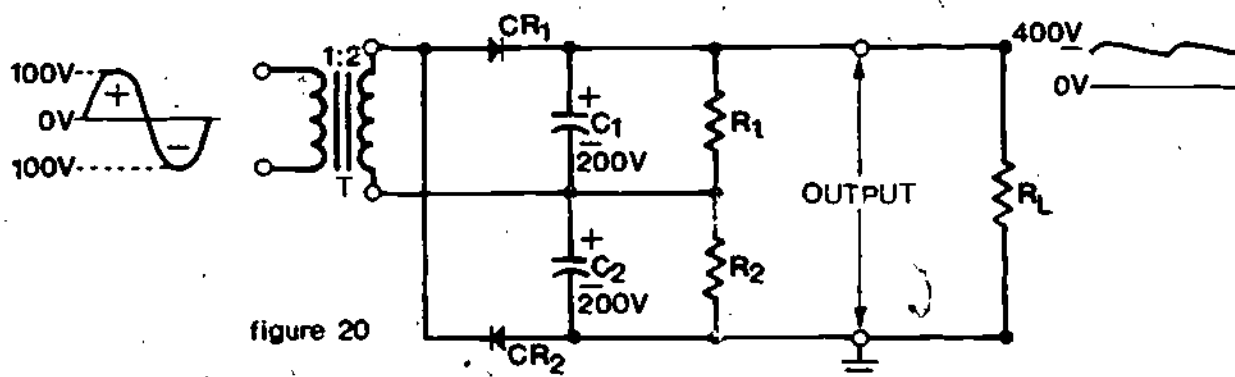 CR1
1:2
400V
100V
+
0V
100V
−
0V
T
+
C1
−
200V
R1
OUTPUT
RL
+
C2
−
200V
R2
figure 20
CR2